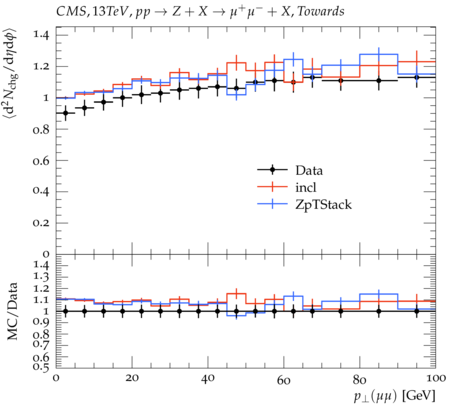 CMS, 13TeV, pp → Z + X → μ⁺μ⁻ + X, Towards
⟨d²N_chg/dηdϕ⟩
1.4
1.2
1
0.8
0.6
0.4
0.2
0
Data
incl
ZpTStack
MC/Data
1.4
1.3
1.2
1.1
1
0.9
0.8
0.7
0.6
0.5
0 20 40 60 80 100
p⊥(μμ) [GeV]